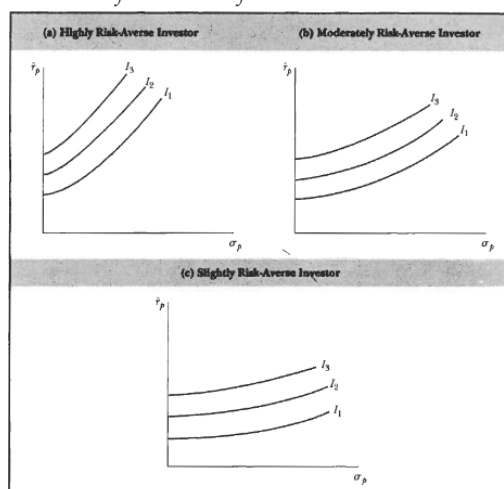 (a) Highly Risk-Averse Investor
(b) Moderately Risk-Averse Investor
r̄p
I3
I2
I1
σp
r̄p
I3
I2
I1
σp
(c) Slightly Risk-Averse Investor
r̄p
I3
I2
I1
σp